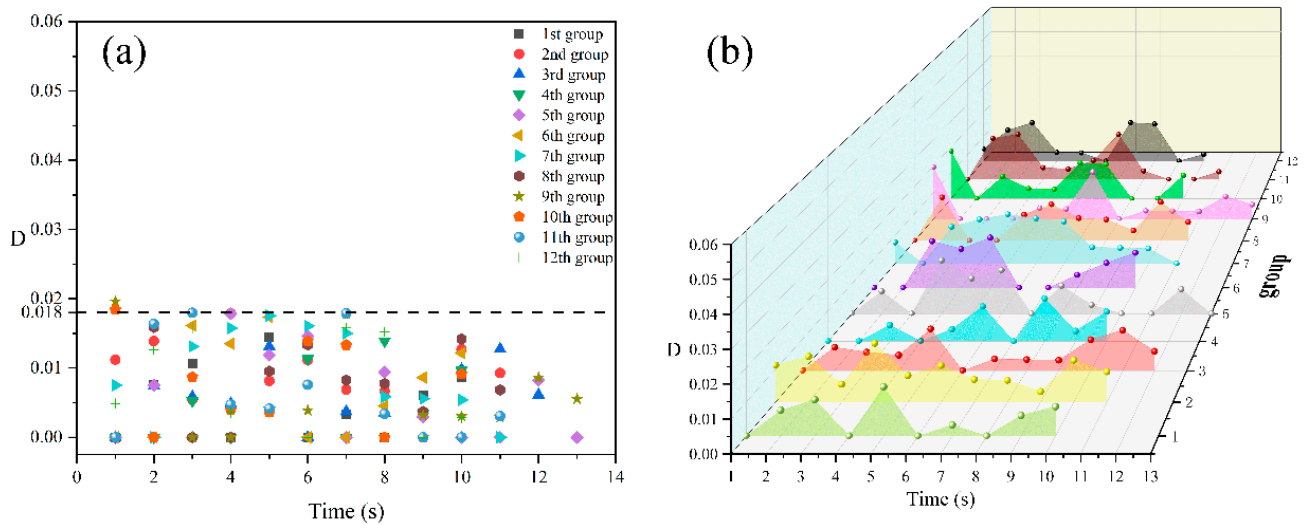 (a)
0.06
0.05
0.04
0.03
0.02
0.018
0.01
0.00
D
1st group
2nd group
3rd group
4th group
5th group
6th group
7th group
8th group
9th group
10th group
11th group
12th group
0 2 4 6 8 10 12 14
Time (s)
(b)
0.06
0.05
0.04
0.03
0.02
0.01
0.00
D
1 2 3 4 5 6 7 8 9 10 11 12 13
Time (s)
12
11
10
9
8
7
6
5
4
3
2
1
group